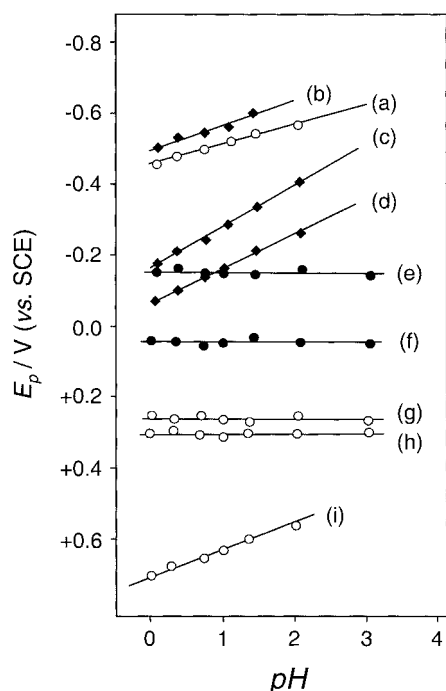 -0.8
-0.6
-0.4
-0.2
0.0
+0.2
+0.4
+0.6
E_p / V (vs. SCE)
(b)
(a)
(c)
(d)
(e)
(f)
(g)
(h)
(i)
0 1 2 3 4
pH